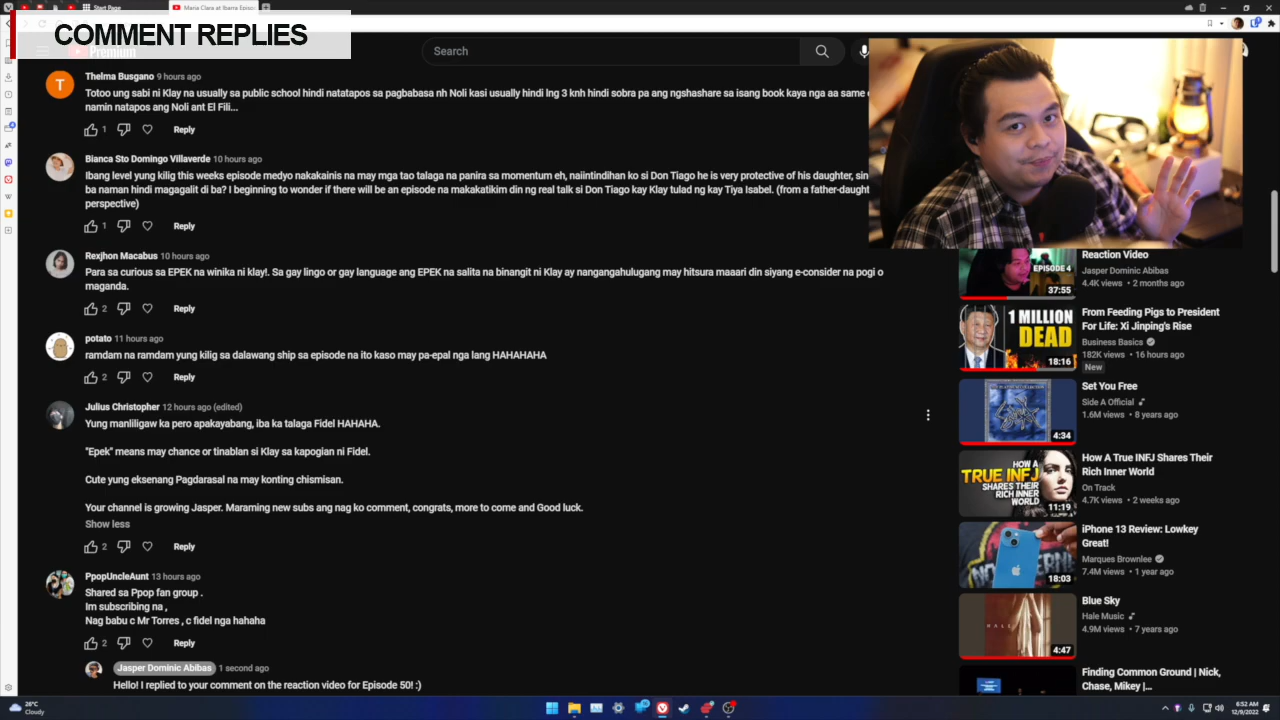 Start Page
Maria Clara at Ibarra Episo
COMMENT REPLIES
Premium
Search
T
Thelma Busgano 9 hours ago
Totoo ung sabi ni Klay na usually sa public school hindi natatapos sa pagbabasa nh Noli kasi usually hindi lng 3 knh hindi sobra pa ang ngshashare sa isang book kaya nga aa same
namin natapos ang Noli ant El Fili...
1
Reply
Bianca Sto Domingo Villaverde 10 hours ago
Ibang level yung kilig this weeks episode medyo nakakainis na may mga tao talaga na panira sa momentum eh, naiintindihan ko si Don Tiago he is very protective of his daughter, sin
ba naman hindi magagalit di ba? I beginning to wonder if there will be an episode na makakatikim din ng real talk si Don Tiago kay Klay tulad ng kay Tiya Isabel. (from a father-daught
perspective)
1
Reply
Rexjhon Macabus 10 hours ago
Para sa curious sa EPEK na winika ni klay!. Sa gay lingo or gay language ang EPEK na salita na binangit ni Klay ay nangangahulugang may hitsura maaari din siyang e-consider na pogi o
maganda.
2
Reply
potato 11 hours ago
ramdam na ramdam yung kilig sa dalawang ship sa episode na ito kaso may pa-epal nga lang HAHAHAHA
2
Reply
Julius Christopher 12 hours ago (edited)
Yung manliligaw ka pero apakayabang, iba ka talaga Fidel HAHAHA.
"Epek" means may chance or tinablan si Klay sa kapogian ni Fidel.
Cute yung eksenang Pagdarasal na may konting chismisan.
Your channel is growing Jasper. Maraming new subs ang nag ko comment, congrats, more to come and Good luck.
Show less
2
Reply
PpopUncleAunt 13 hours ago
Shared sa Ppop fan group .
Im subscribing na ,
Nag babu c Mr Torres , c fidel nga hahaha
2
Reply
Jasper Dominic Abibas 1 second ago
Hello! I replied to your comment on the reaction video for Episode 50! :)
EPISODE 4
37:55
Reaction Video
Jasper Dominic Abibas
4.4K views • 2 months ago
1 MILLION
DEAD
18:16
From Feeding Pigs to President
For Life: Xi Jinping's Rise
Business Basics
182K views • 16 hours ago
New
4:34
Set You Free
Side A Official
1.6M views • 8 years ago
HOW A
TRUE INFJ
SHARES THEIR
RICH INNER
WORLD
11:19
How A True INFJ Shares Their
Rich Inner World
On Track
4.7K views • 2 weeks ago
18:03
iPhone 13 Review: Lowkey
Great!
Marques Brownlee
7.4M views • 1 year ago
HALE
4:47
Blue Sky
Hale Music
4.9M views • 7 years ago
Finding Common Ground | Nick,
Chase, Mikey |...
26°C
Cloudy
6:52 AM
12/9/2022